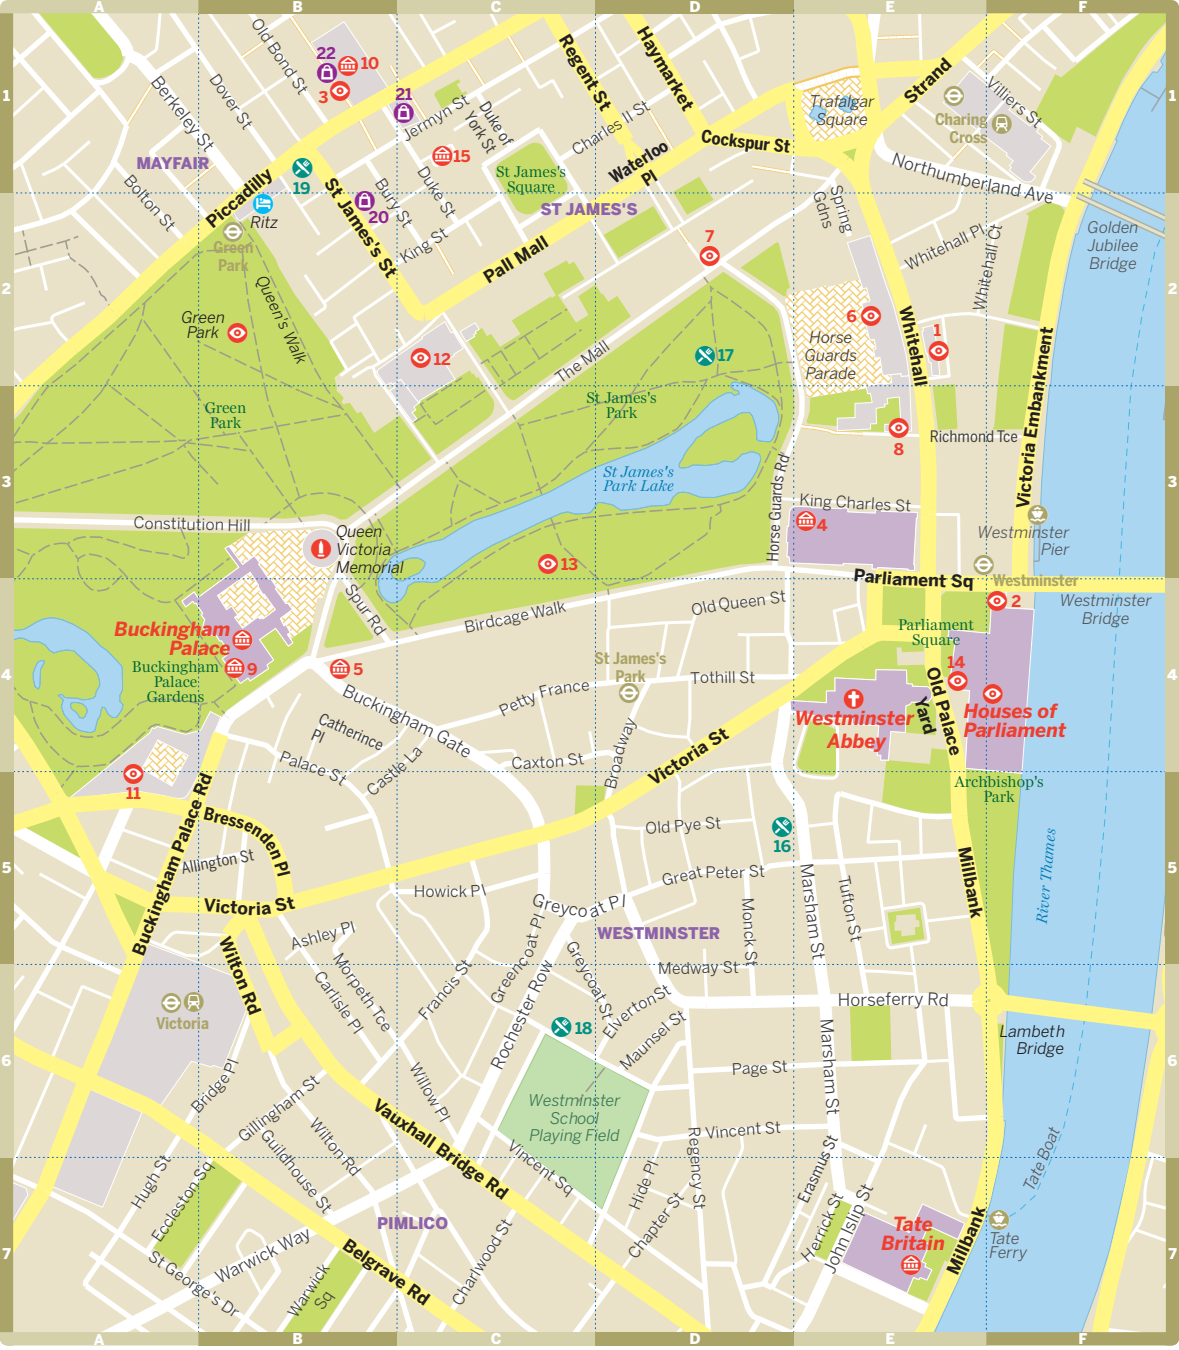 A
B
C
D
E
F
1
Old Bond St
22
10
3
Dover St
Berkeley St
21
Jermyn St
Duke of
York St
Regent St
Haymarket
Charles II St
Trafalgar
Square
Strand
Villiers St
Charing
Cross
1
Cockspur St
MAYFAIR
Bolton St
Piccadilly
19
15
Waterloo
Pl
St James's
Square
Northumberland Ave
Ritz
Green
Park
St James's St
20
Bury St
Duke St
King St
ST JAMES'S
Pall Mall
7
Spring
Gdns
Whitehall Pl
Whitehall Ct
Golden
Jubilee
Bridge
2
Green
Park
Queen's Walk
12
The Mall
17
6
Horse
Guards
Parade
Whitehall
1
2
Victoria Embankment
Green
Park
St James's
Park
8
Richmond Tce
3
St James's
Park Lake
Horse Guards Rd
King Charles St
4
3
Constitution Hill
Queen
Victoria
Memorial
13
Westminster
Pier
Parliament Sq
Westminster
Westminster
Bridge
2
Spur Rd
Birdcage Walk
Old Queen St
Parliament
Square
Buckingham
Palace
9
Buckingham
Palace
Gardens
5
St James's
Park
Tothill St
14
4
Buckingham Gate
Petty France
Westminster
Abbey
Old Palace
Yard
Houses of
Parliament
4
Catherince
Pl
Palace St
Castle La
Caxton St
Broadway
Victoria St
11
Archbishop's
Park
Buckingham Palace Rd
Bressenden Pl
Allington St
Old Pye St
16
5
Victoria St
Howick Pl
Great Peter St
Marsham St
Tufton St
Millbank
River Thames
5
Greycoat Pl
Monck St
Ashley Pl
WESTMINSTER
Wilton Rd
Morpeth Tce
Carlisle Pl
Francis St
Greencoat Pl
Rochester Row
Greycoat St
Medway St
Victoria
18
Elverton St
Maunsel St
Horseferry Rd
Lambeth
Bridge
6
Bridge Pl
Gillingham St
Willow Pl
Westminster
School
Playing Field
Page St
Marsham St
6
Vauxhall Bridge Rd
Vincent St
Tate Boat
Hugh St
Eccleston Sq
Guildhouse St
Wilton Rd
Vincent Sq
Hide Pl
Regency St
Erasmus St
PIMLICO
Chapter St
Herrick St
John Islip St
Tate
Britain
Millbank
Tate
Ferry
7
St George's Dr
Warwick Way
Warwick
Sq
Belgrave Rd
Charlwood St
7
A
B
C
D
E
F